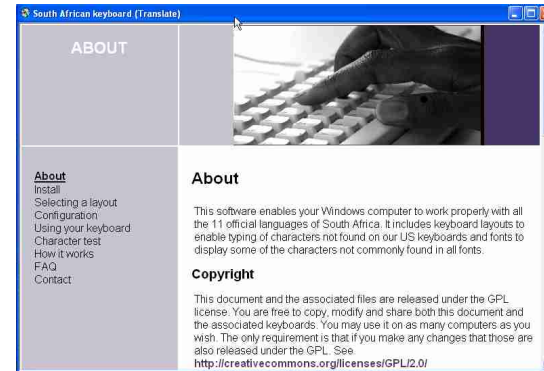 South African keyboard (Translate)
ABOUT
About
Install
Selecting a layout
Configuration
Using your keyboard
Character test
How it works
FAQ
Contact
About
This software enables your Windows computer to work properly with all
the 11 official languages of South Africa. It includes keyboard layouts to
enable typing of characters not found on our US keyboards and fonts to
display some of the characters not commonly found in all fonts.
Copyright
This document and the associated files are released under the GPL
license. You are free to copy, modify and share both this document and
the associated keyboards. You may use it on as many computers as you
wish. The only requirement is that if you make any changes that those are
also released under the GPL. See
http://creativecommons.org/licenses/GPL/2.0/